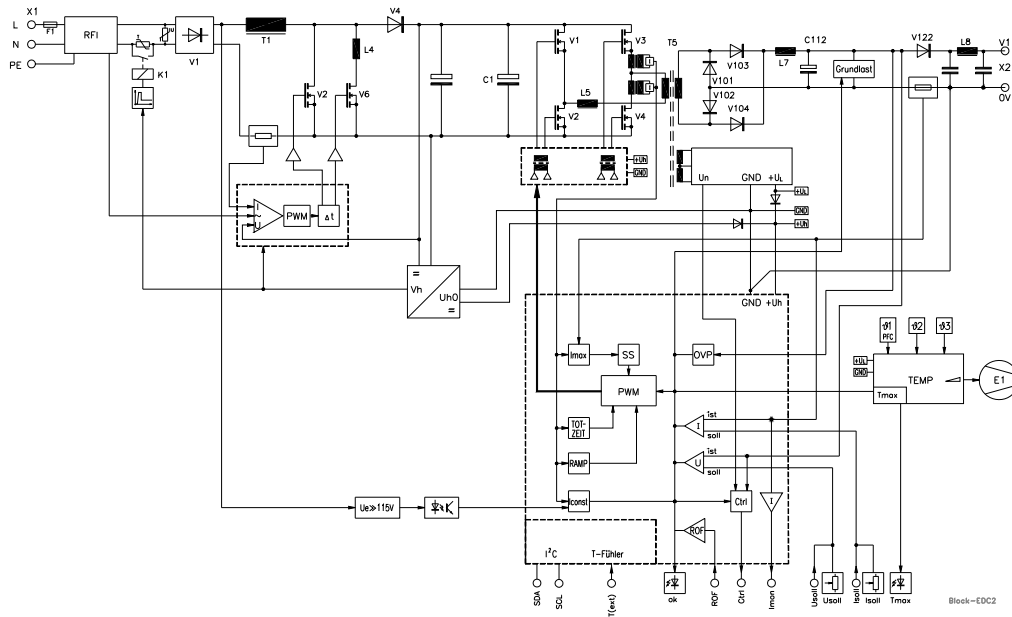 X1
L
F1
N
PE
RFI
t
U
V1
K1
T1
L4
V4
V2
V6
C1
V1
V3
V2
V4
L5
T5
V103
V101
V102
V104
L7
C112
Grundlast
V122
L8
V1
X2
0V
+Uh
GND
Un
GND
+UL
+UL
GND
+Uh
I
~
U
PWM
Δt
=
Vh
Uh0
=
GND +Uh
Imax
SS
OVP
PWM
TOT-
ZEIT
RAMP
Iconst
I
ist
soll
U
ist
soll
Ctrl
I
ROF
Ue≫115V
I²C
T-Fühler
ϑ1
PFC
ϑ2
ϑ3
+UL
GND
TEMP
Tmax
E1
SDA
SCL
T(ext)
ok
ROF
Ctrl
Imon
Usoll
Usoll
Isoll
Isoll
Tmax
Block-EDC2